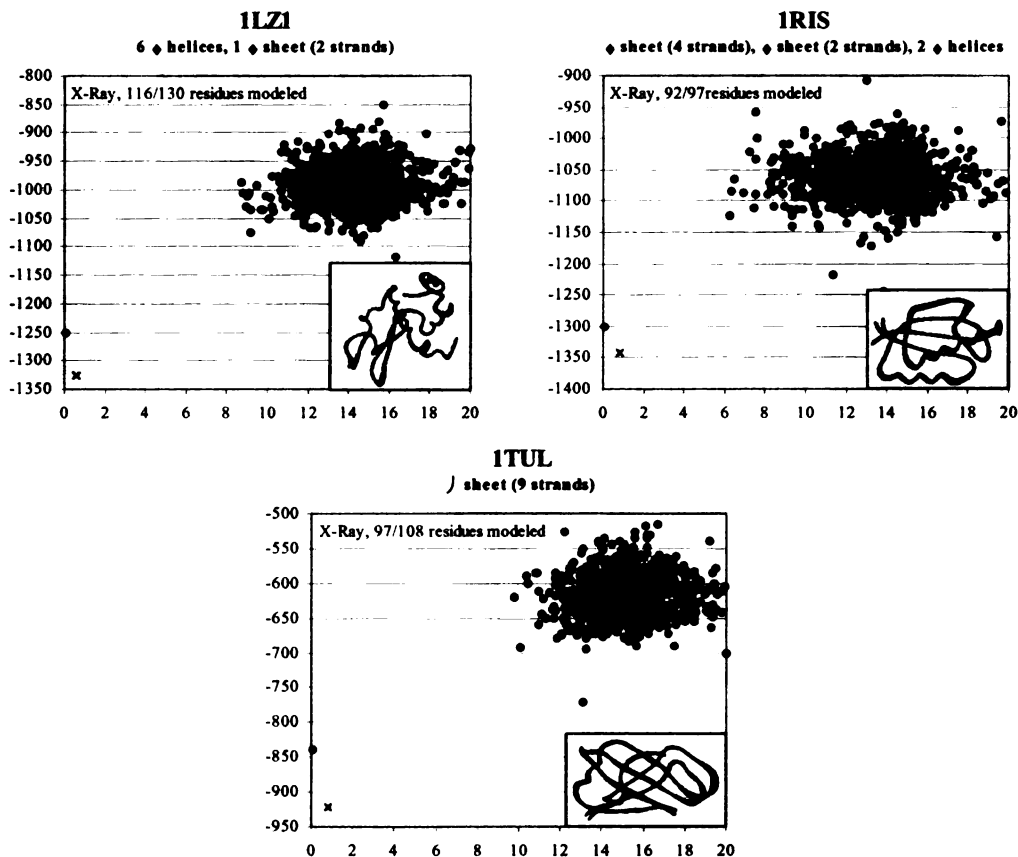 1LZ1
6 ♦ helices, 1 ♦ sheet (2 strands)
-800
-850
-900
-950
-1000
-1050
-1100
-1150
-1200
-1250
-1300
-1350
X-Ray, 116/130 residues modeled
0 2 4 6 8 10 12 14 16 18 20
1RIS
♦ sheet (4 strands), ♦ sheet (2 strands), 2 ♦ helices
-900
-950
-1000
-1050
-1100
-1150
-1200
-1250
-1300
-1350
-1400
X-Ray, 92/97residues modeled
0 2 4 6 8 10 12 14 16 18 20
1TUL
) sheet (9 strands)
-500
-550
-600
-650
-700
-750
-800
-850
-900
-950
X-Ray, 97/108 residues modeled
0 2 4 6 8 10 12 14 16 18 20